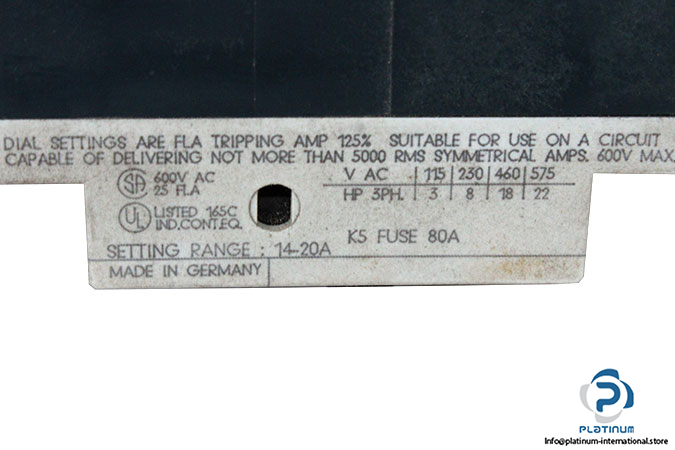 DIAL SETTINGS ARE FLA TRIPPING AMP 125% SUITABLE FOR USE ON A CIRCUIT
CAPABLE OF DELIVERING NOT MORE THAN 5000 RMS SYMMETRICAL AMPS. 600V MAX.
SA 600V AC
25 FLA
V AC 115 230 460 575
HP 3PH. 3 8 18 22
UL LISTED 165C
IND.CONT.EQ.
K5 FUSE 80A
SETTING RANGE : 14-20A
MADE IN GERMANY
P
PLATINUM
Info@platinum-international.store